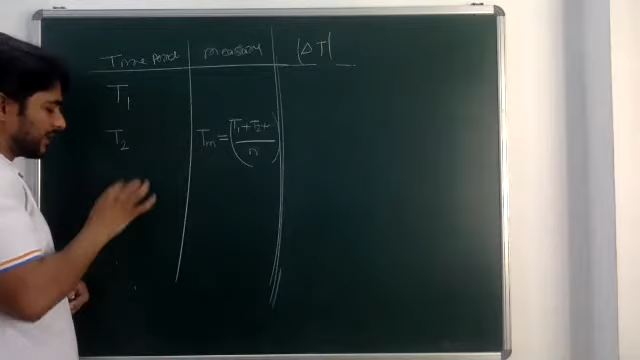 Time period measure |ΔT|
T1
T2 Tm = (T1 + T2 + / n)